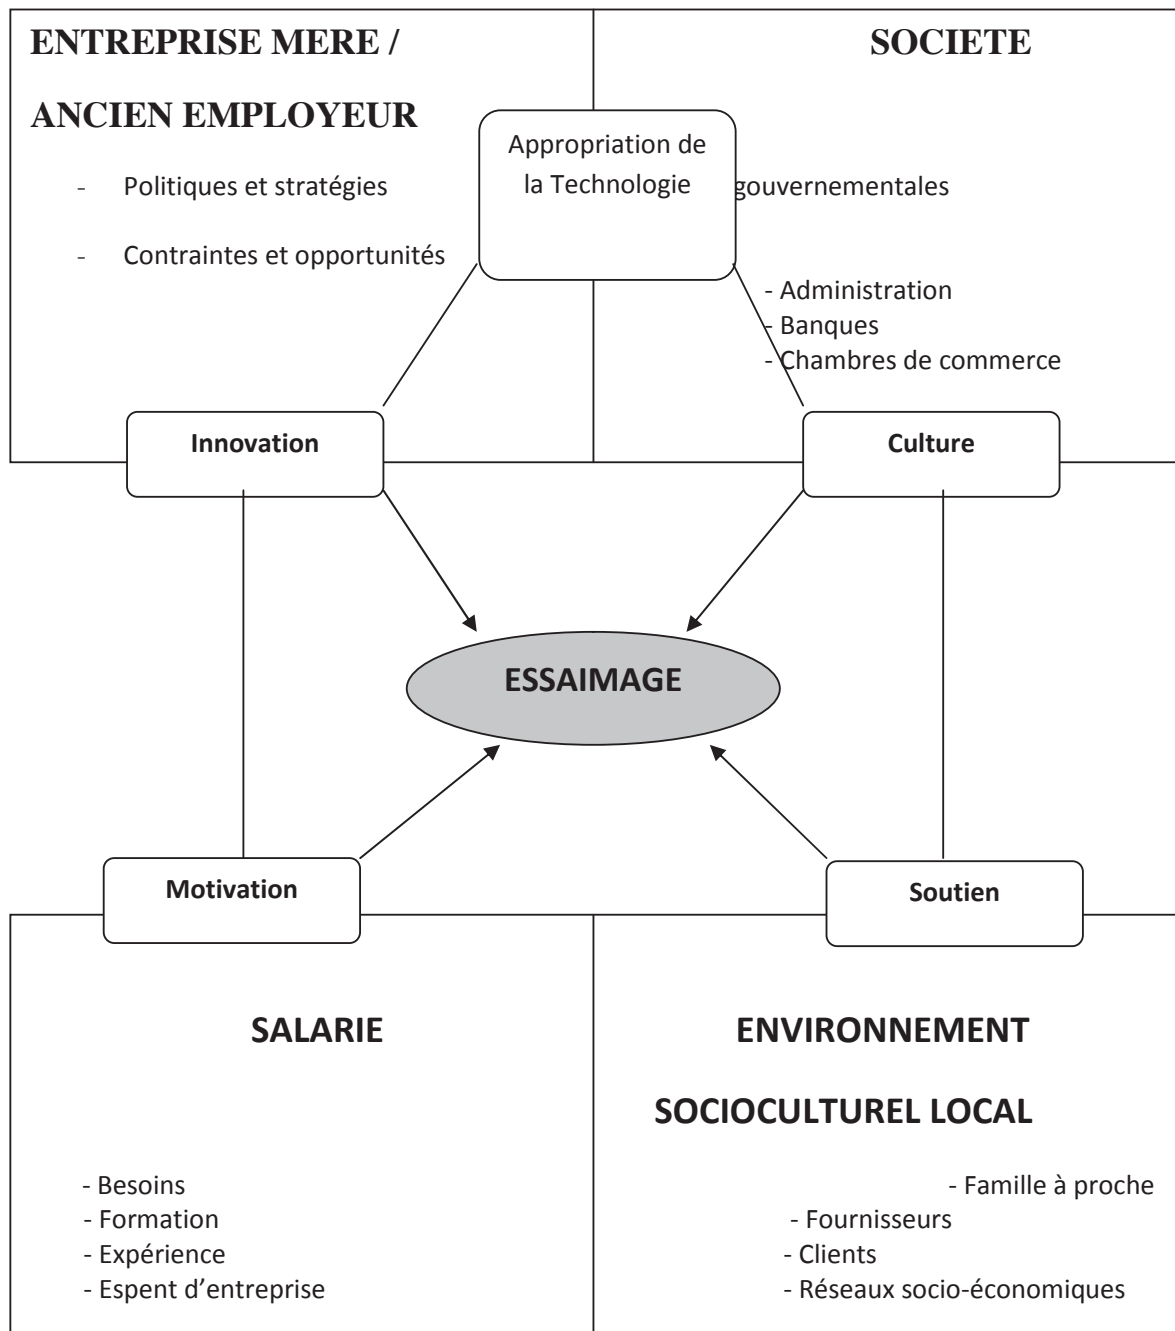 ENTREPRISE MERE /
ANCIEN EMPLOYEUR
- Politiques et stratégies
- Contraintes et opportunités
SOCIETE
Appropriation de
la Technologie
gouvernementales
- Administration
- Banques
- Chambres de commerce
Innovation
Culture
ESSAIMAGE
Motivation
Soutien
SALARIE
- Besoins
- Formation
- Expérience
- Espent d’entreprise
ENVIRONNEMENT
SOCIOCULTUREL LOCAL
- Famille à proche
- Fournisseurs
- Clients
- Réseaux socio-économiques